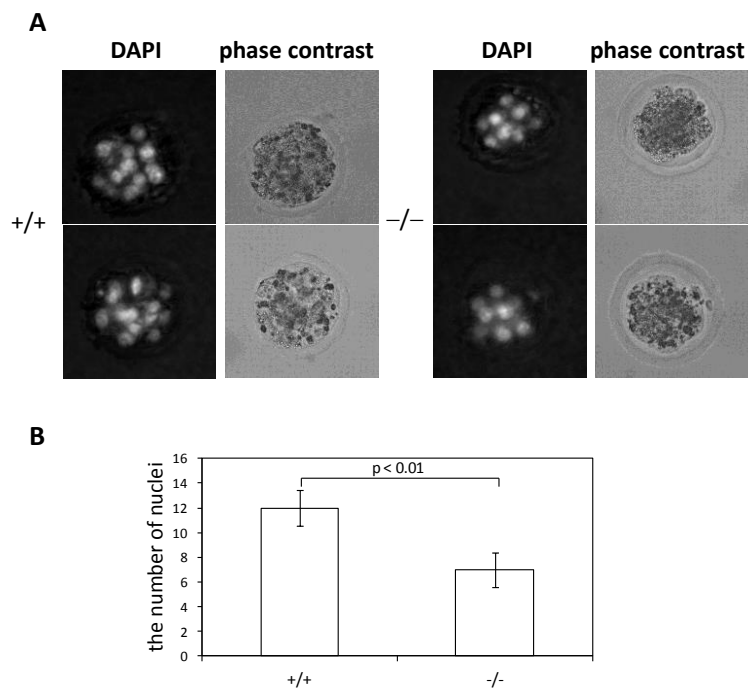 A
DAPI phase contrast DAPI phase contrast
+/+ −/−
B
the number of nuclei
16
14
12
10
8
6
4
2
0
p < 0.01
+/+ -/-